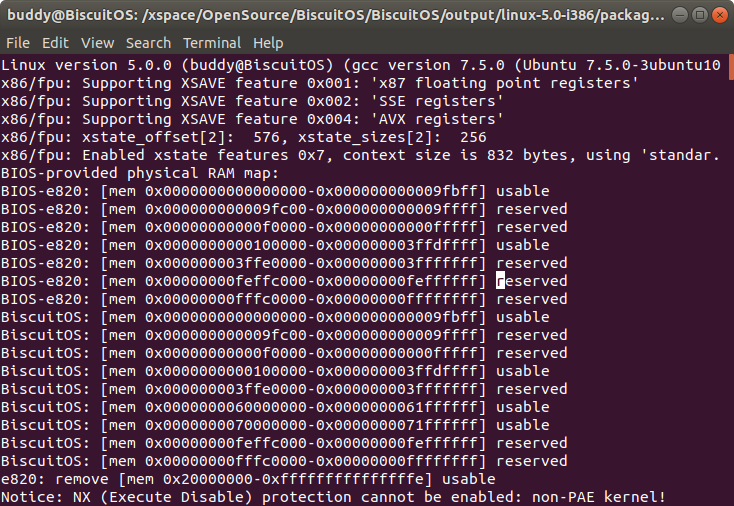 buddy@BiscuitOS: /xspace/OpenSource/BiscuitOS/BiscuitOS/output/linux-5.0-i386/packag...
File Edit View Search Terminal Help
Linux version 5.0.0 (buddy@BiscuitOS) (gcc version 7.5.0 (Ubuntu 7.5.0-3ubuntu10
x86/fpu: Supporting XSAVE feature 0x001: 'x87 floating point registers'
x86/fpu: Supporting XSAVE feature 0x002: 'SSE registers'
x86/fpu: Supporting XSAVE feature 0x004: 'AVX registers'
x86/fpu: xstate_offset[2]:  576, xstate_sizes[2]:  256
x86/fpu: Enabled xstate features 0x7, context size is 832 bytes, using 'standar.
BIOS-provided physical RAM map:
BIOS-e820: [mem 0x0000000000000000-0x000000000009fbff] usable
BIOS-e820: [mem 0x000000000009fc00-0x000000000009ffff] reserved
BIOS-e820: [mem 0x00000000000f0000-0x00000000000fffff] reserved
BIOS-e820: [mem 0x0000000000100000-0x000000003ffdffff] usable
BIOS-e820: [mem 0x000000003ffe0000-0x000000003fffffff] reserved
BIOS-e820: [mem 0x00000000feffc000-0x00000000feffffff] reserved
BIOS-e820: [mem 0x00000000fffc0000-0x00000000ffffffff] reserved
BiscuitOS: [mem 0x0000000000000000-0x000000000009fbff] usable
BiscuitOS: [mem 0x000000000009fc00-0x000000000009ffff] reserved
BiscuitOS: [mem 0x00000000000f0000-0x00000000000fffff] reserved
BiscuitOS: [mem 0x0000000000100000-0x000000003ffdffff] usable
BiscuitOS: [mem 0x000000003ffe0000-0x000000003fffffff] reserved
BiscuitOS: [mem 0x0000000060000000-0x0000000061ffffff] usable
BiscuitOS: [mem 0x0000000070000000-0x0000000071ffffff] usable
BiscuitOS: [mem 0x00000000feffc000-0x00000000feffffff] reserved
BiscuitOS: [mem 0x00000000fffc0000-0x00000000ffffffff] reserved
e820: remove [mem 0x20000000-0xfffffffffffffffe] usable
Notice: NX (Execute Disable) protection cannot be enabled: non-PAE kernel!